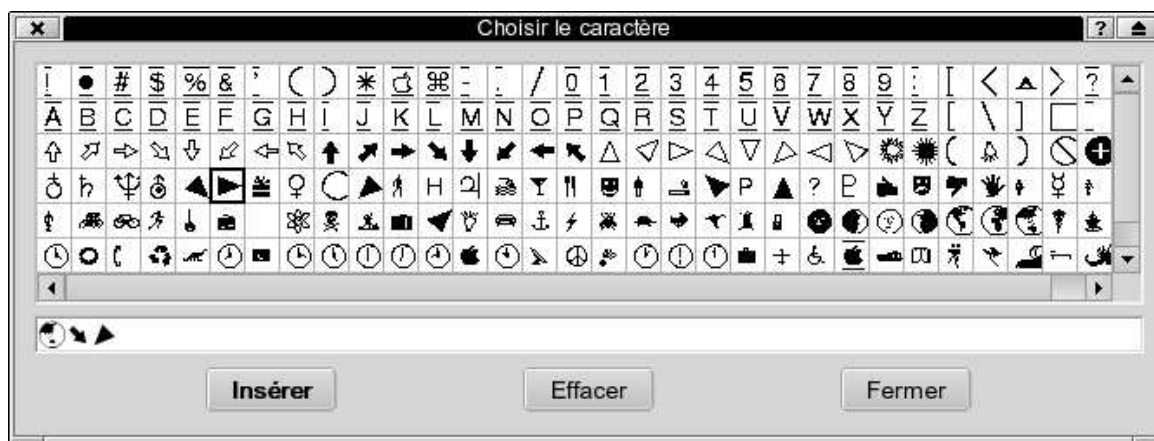 Choisir le caractère ?
! ● # $ % & ' ( ) * ⌘ - . / 0 1 2 3 4 5 6 7 8 9 : [ < > ?
A B C D E F G H I J K L M N O P Q R S T U V W X Y Z [ \ ] _
( )
H P ?
Insérer Effacer Fermer